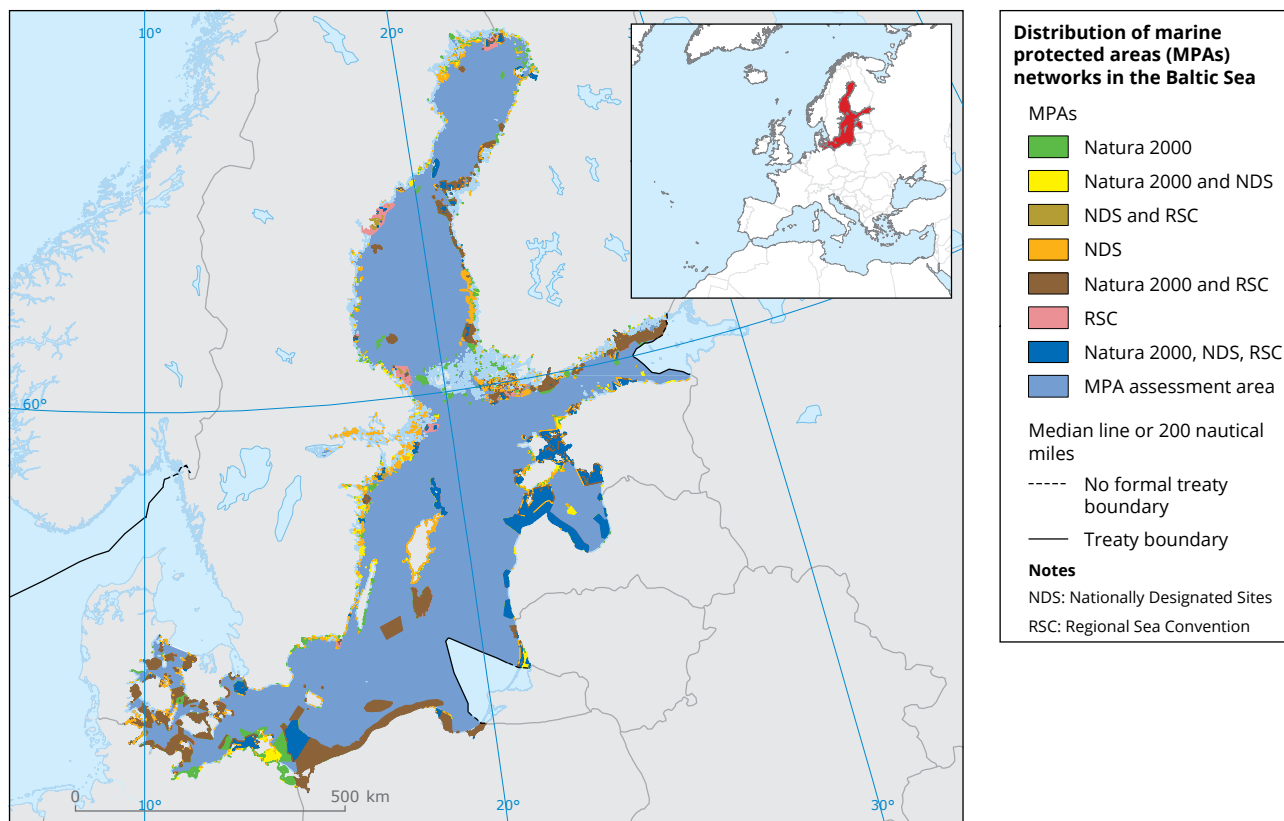 10°
20°
30°
60°
0
500 km
10°
20°
30°
Distribution of marine
protected areas (MPAs)
networks in the Baltic Sea
MPAs
Natura 2000
Natura 2000 and NDS
NDS and RSC
NDS
Natura 2000 and RSC
RSC
Natura 2000, NDS, RSC
MPA assessment area
Median line or 200 nautical
miles
No formal treaty
boundary
Treaty boundary
Notes
NDS: Nationally Designated Sites
RSC: Regional Sea Convention